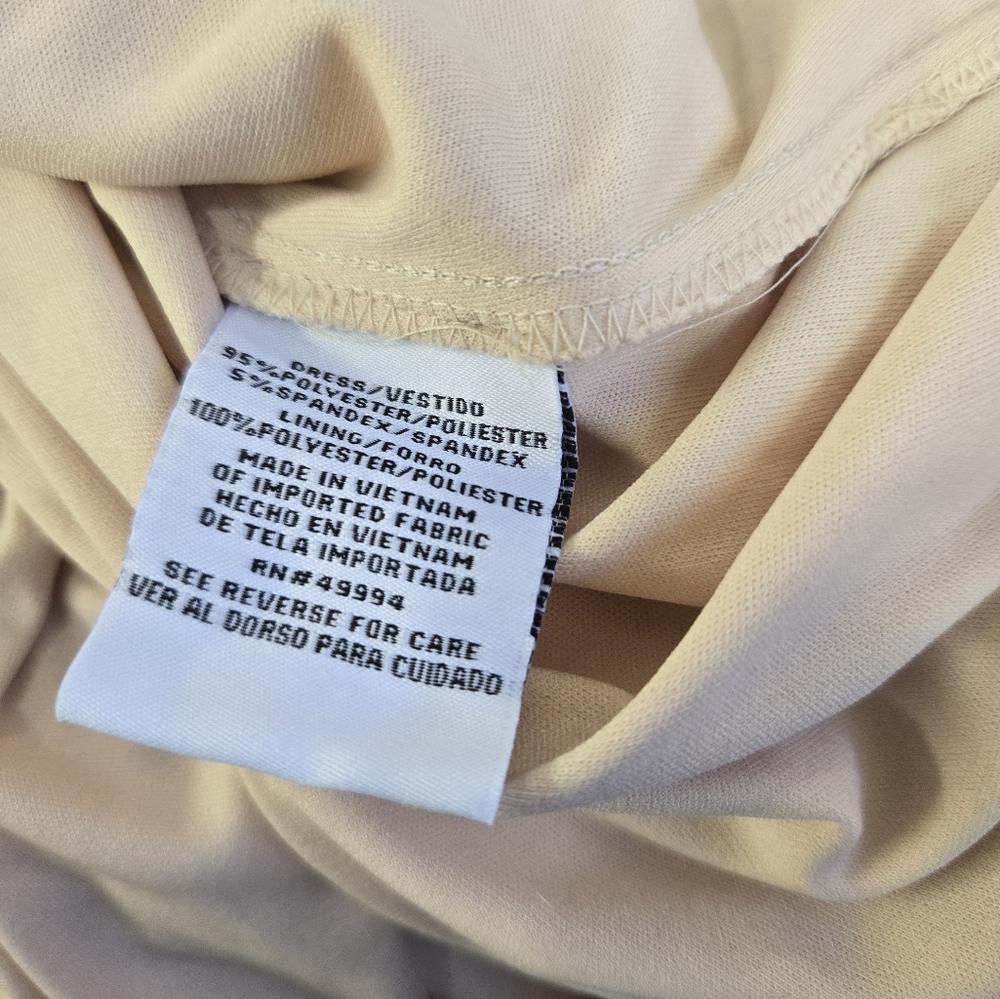 DRESS/VESTIDO
95%POLYESTER/POLIESTER
5%SPANDEX/SPANDEX
LINING/FORRO
100%POLYESTER/POLIESTER
MADE IN VIETNAM
OF IMPORTED FABRIC
HECHO EN VIETNAM
DE TELA IMPORTADA
RN#49994
SEE REVERSE FOR CARE
VER AL DORSO PARA CUIDADO